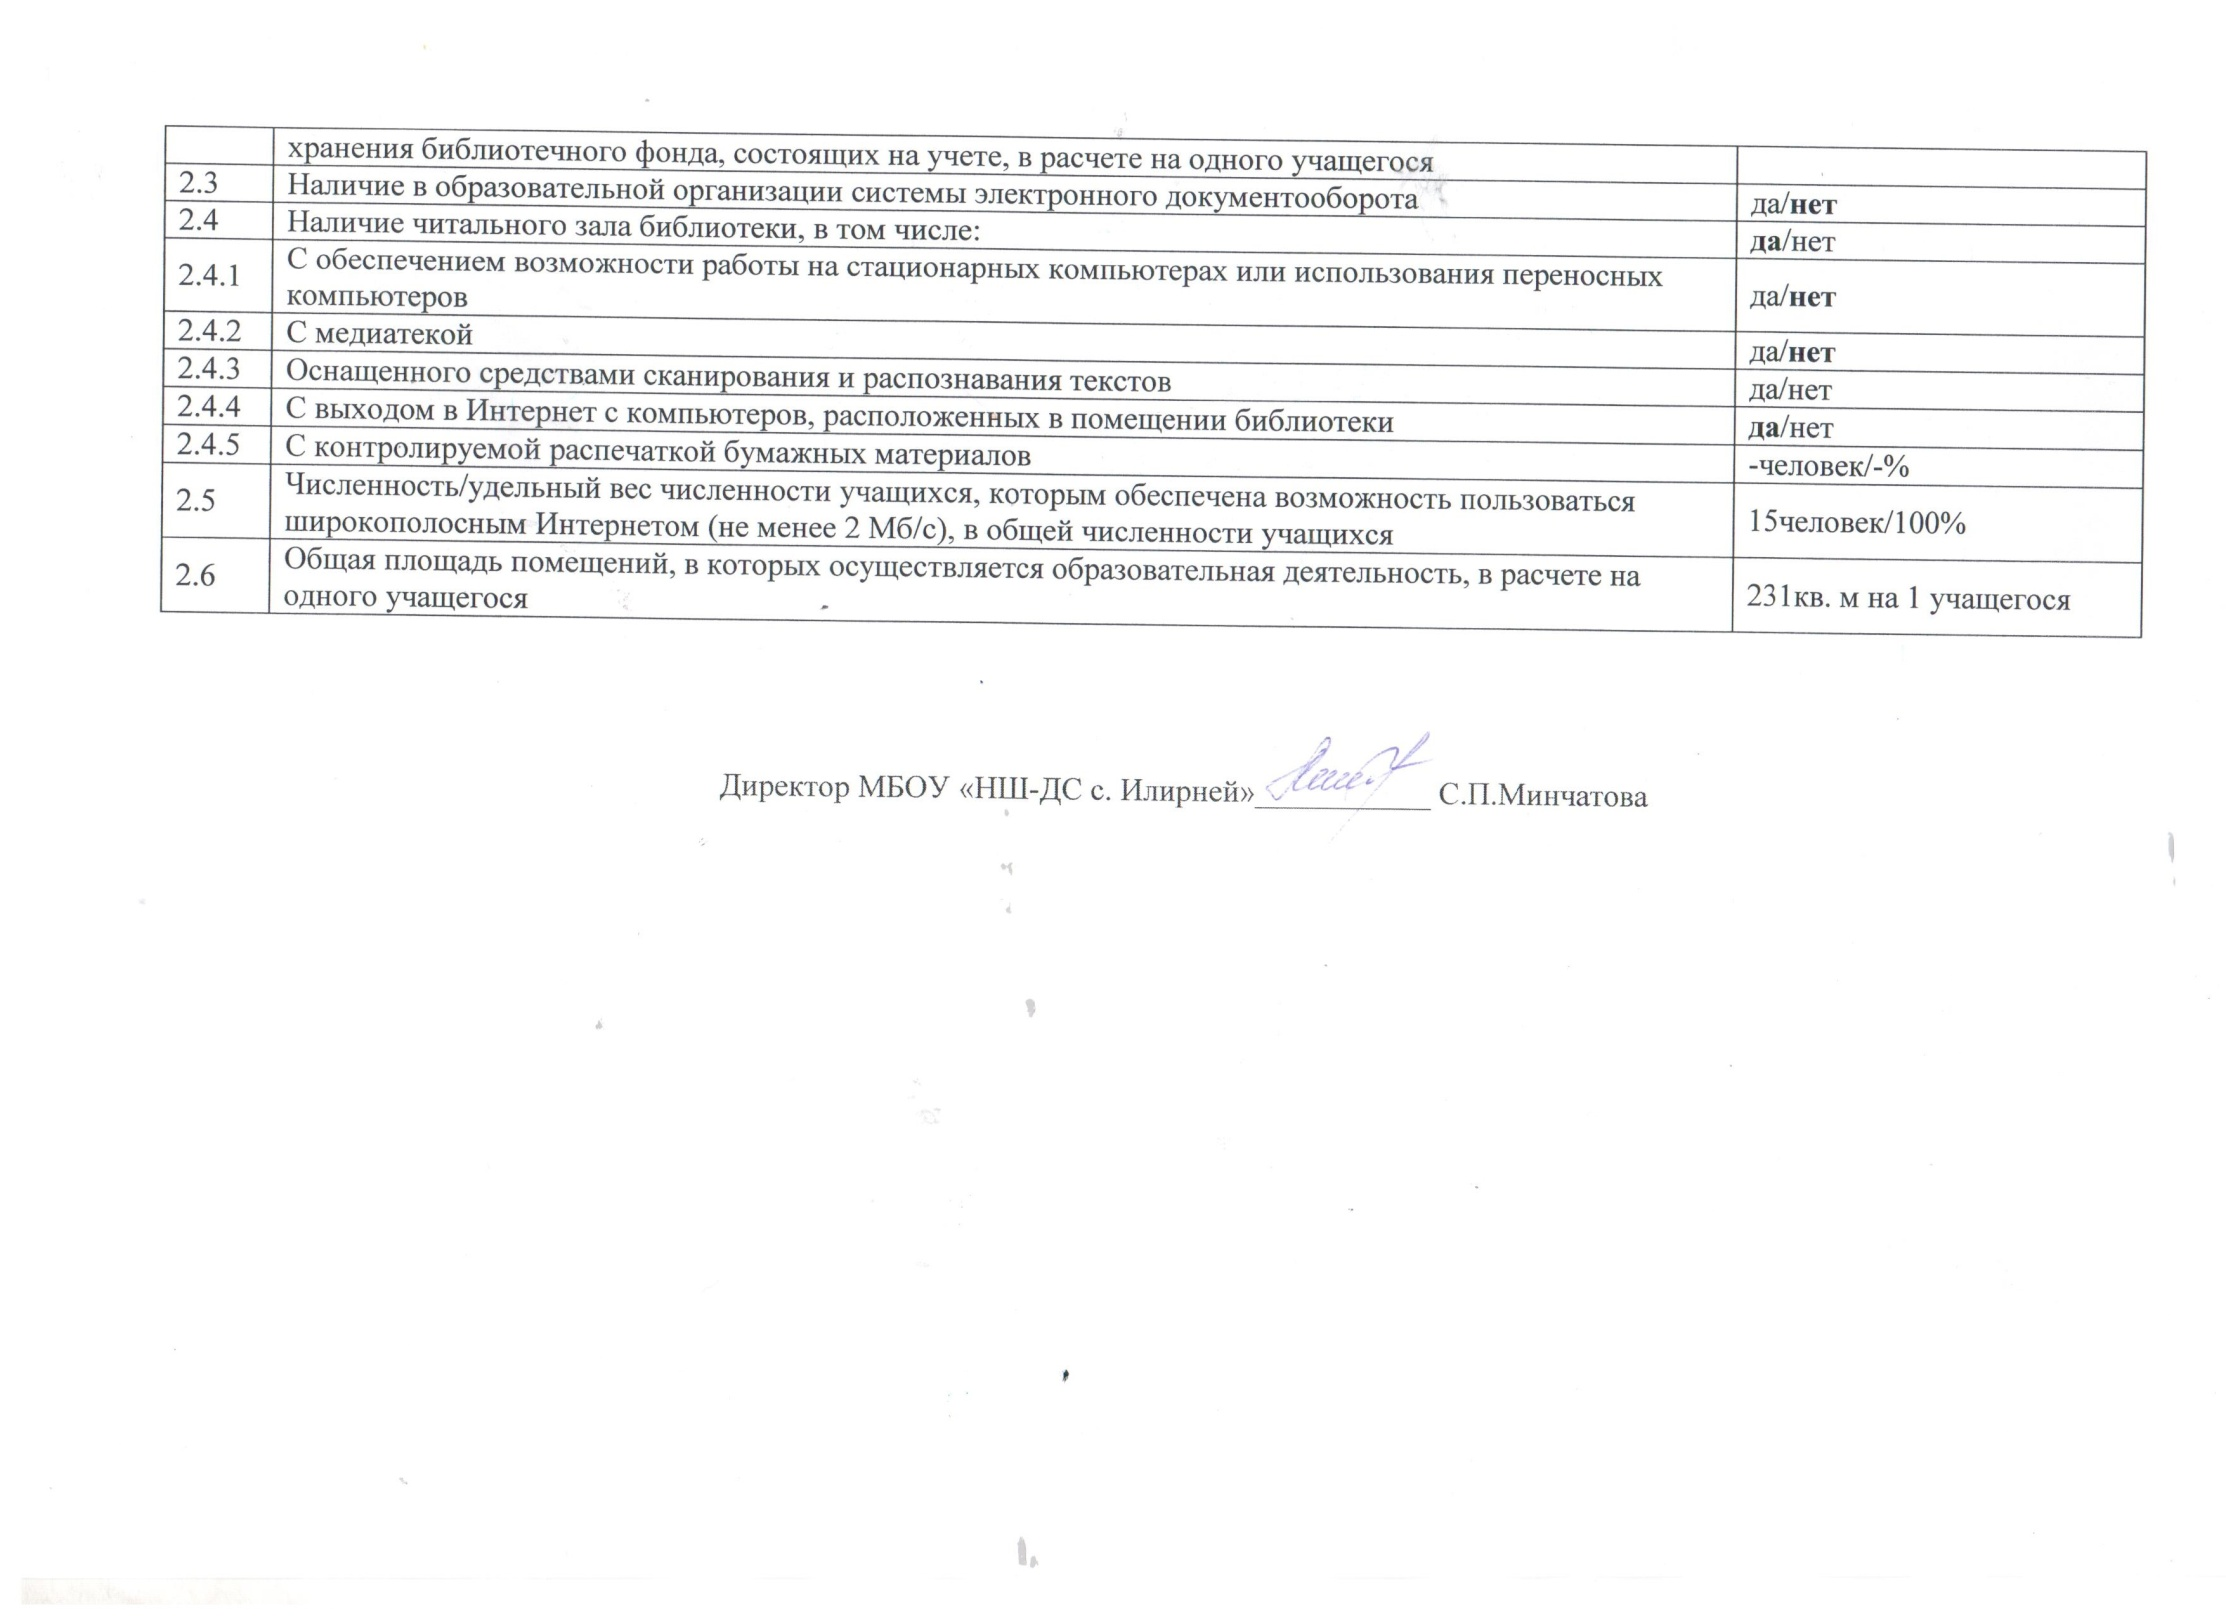 хранения библиотечного фонда, состоящих на учете, в расчете на одного учащегося
2.3 Наличие в образовательной организации системы электронного документооборота да/нет
2.4 Наличие читального зала библиотеки, в том числе: да/нет
2.4.1 С обеспечением возможности работы на стационарных компьютерах или использования переносных
компьютеров да/нет
2.4.2 С медиатекой да/нет
2.4.3 Оснащенного средствами сканирования и распознавания текстов да/нет
2.4.4 С выходом в Интернет с компьютеров, расположенных в помещении библиотеки да/нет
2.4.5 С контролируемой распечаткой бумажных материалов -человек/-%
2.5 Численность/удельный вес численности учащихся, которым обеспечена возможность пользоваться
широкополосным Интернетом (не менее 2 Мб/с), в общей численности учащихся 15человек/100%
2.6 Общая площадь помещений, в которых осуществляется образовательная деятельность, в расчете на
одного учащегося 231кв. м на 1 учащегося
Директор МБОУ «НШ-ДС с. Илирней»____________ С.П.Минчатова